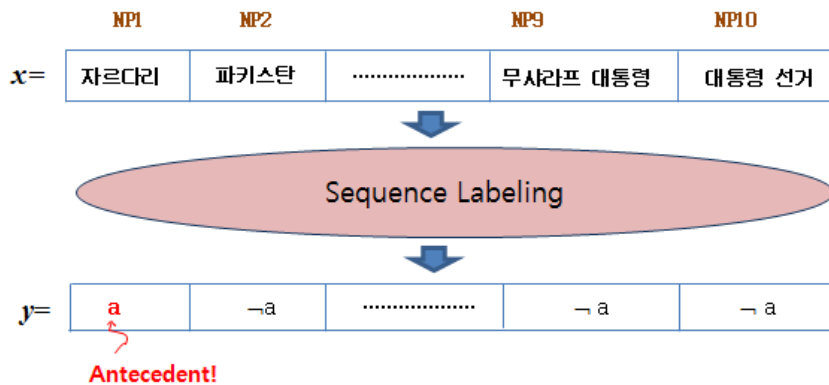 NP1 NP2 NP9 NP10
x= 자르다리 파키스탄 ………………… 무샤라프 대통령 대통령 선거
Sequence Labeling
y= a ¬a ………………… ¬ a ¬ a
Antecedent!